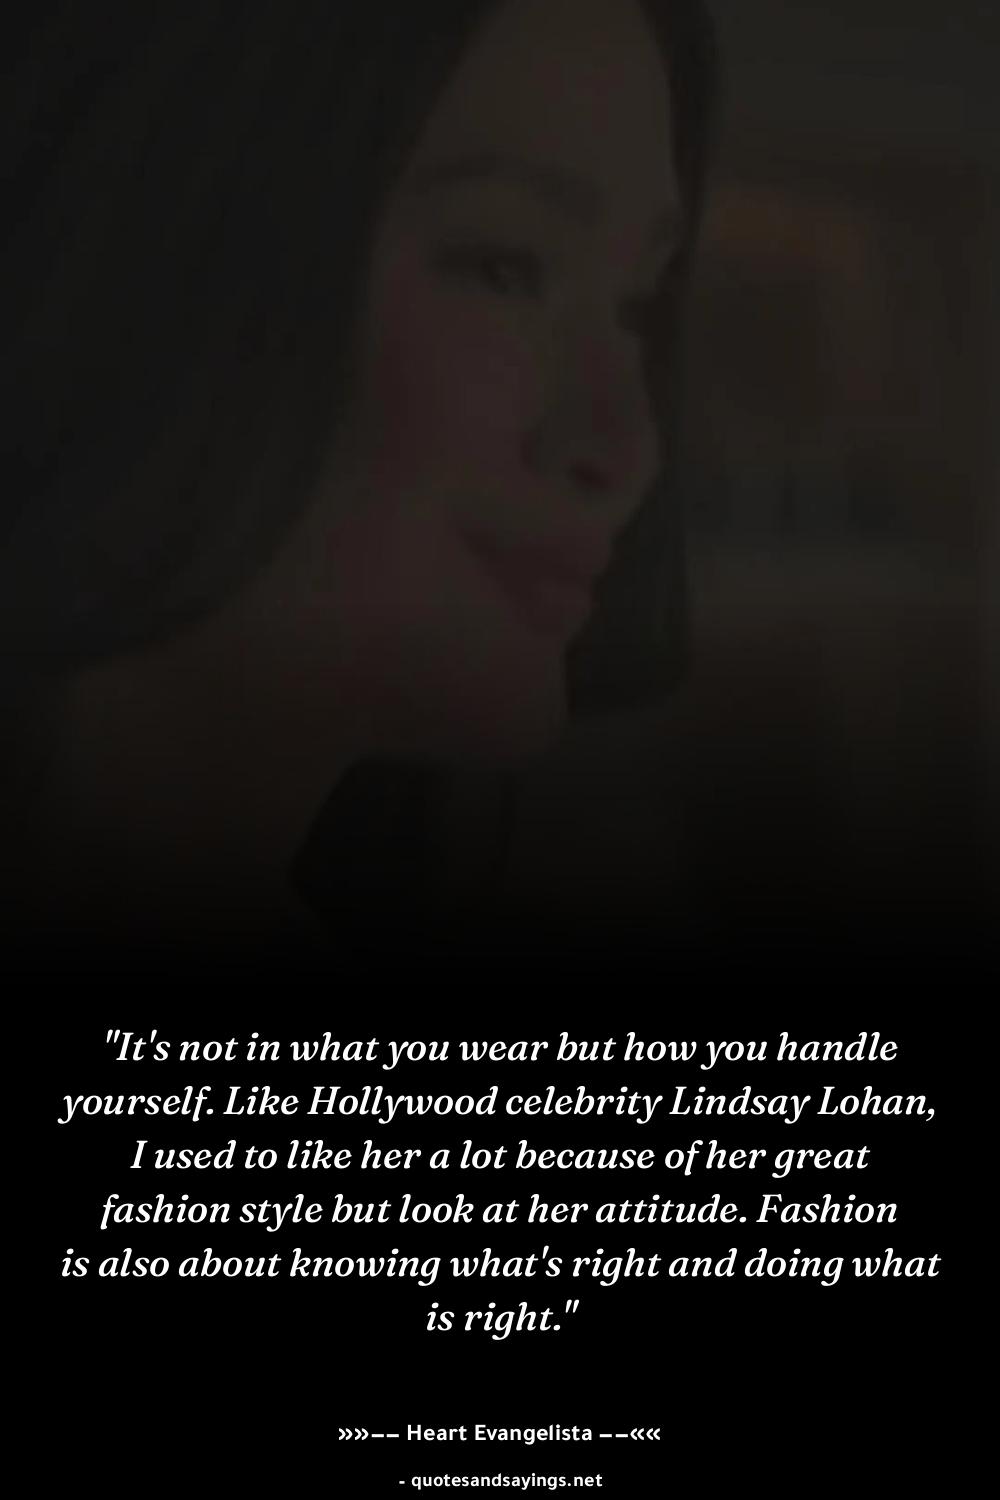 "It's not in what you wear but how you handle
yourself. Like Hollywood celebrity Lindsay Lohan,
I used to like her a lot because of her great
fashion style but look at her attitude. Fashion
is also about knowing what's right and doing what
is right."
»»−− Heart Evangelista −−««
- quotesandsayings.net